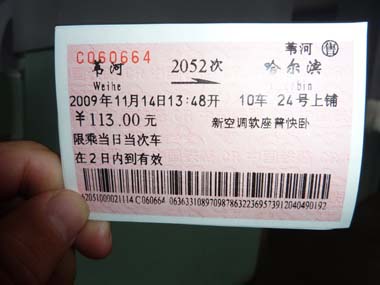 苇河 售
C060664
苇河 2052次 哈尔滨
Weihe
2009年11月14日13:48开 10车 24号上铺
￥113.00元 新空调软座普快卧
限乘当日当次车
在2日内到有效